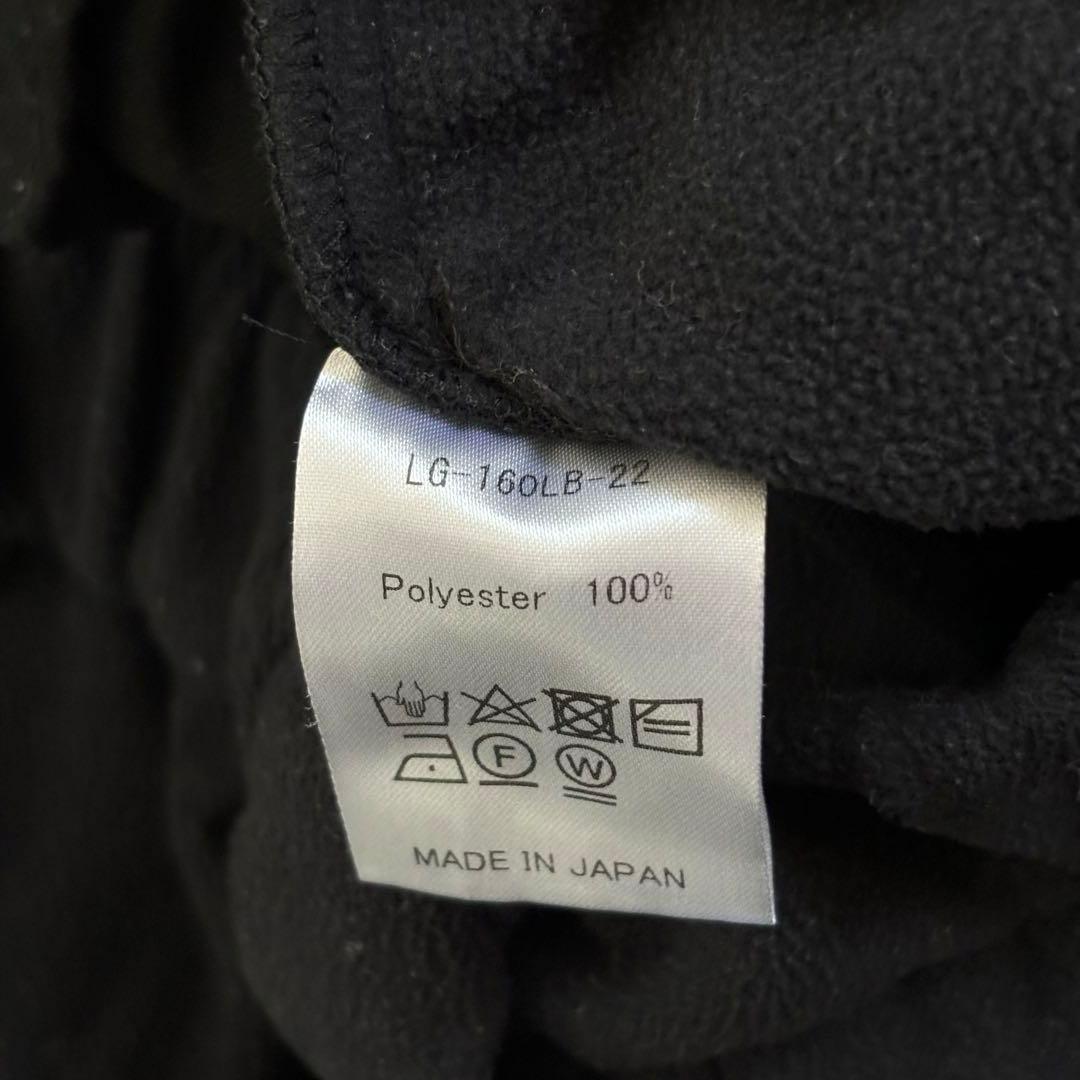 LG-160LB-22
Polyester 100%
F W
MADE IN JAPAN